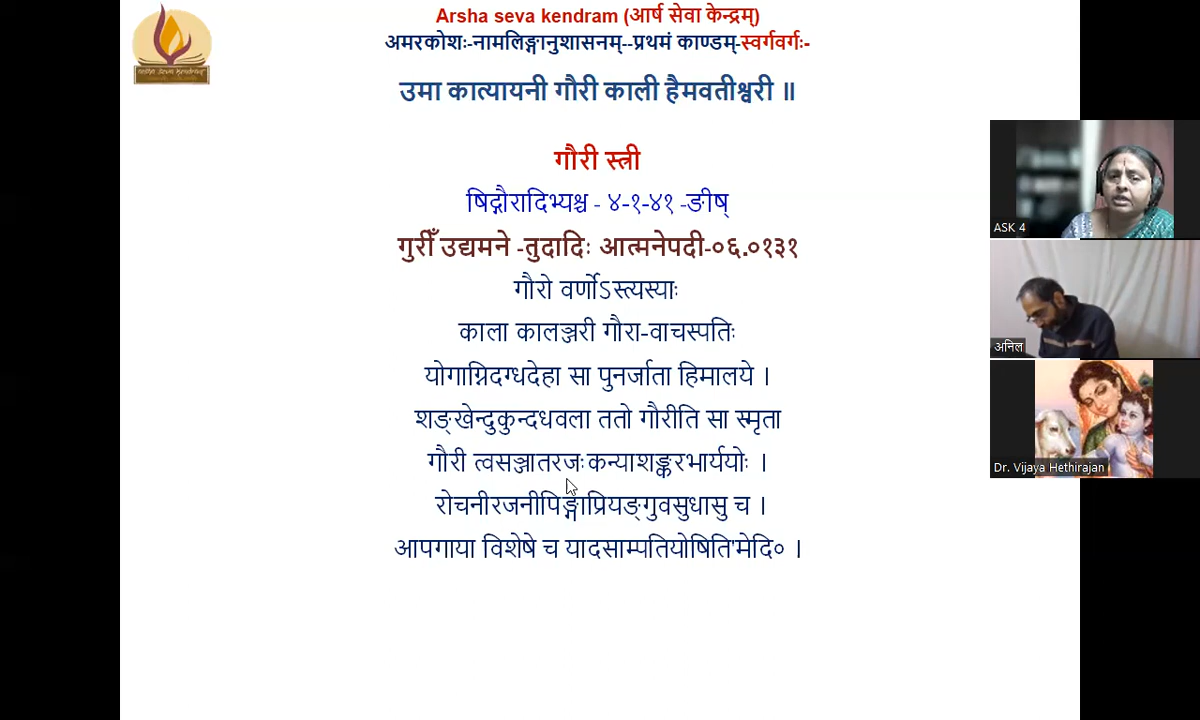 Arsha seva kendram (आर्ष सेवा केन्द्रम्)
अमरकोशः-नामलिङ्गानुशासनम्--प्रथमं काण्डम्-स्वर्गवर्गः-
उमा कात्यायनी गौरी काली हैमवतीश्वरी ॥
गौरी स्त्री
षिद्गौरादिभ्यश्च - ४-१-४१ -ङीष्
गुरीँ उद्यमने -तुदादिः आत्मनेपदी-०६.०१३१
गौरो वर्णोऽस्त्यस्याः
काला कालञ्जरी गौरा-वाचस्पतिः
योगाग्निदग्धदेहा सा पुनर्जाता हिमालये ।
शङ्खेन्दुकुन्दधवला ततो गौरीति सा स्मृता
गौरी त्वसञ्जातरजःकन्याशङ्करभार्ययोः ।
रोचनीरजनीपिङ्गाप्रियङ्गुवसुधासु च ।
आपगाया विशेषे च यादसाम्पतियोषिति'मेदि० ।
Arsha Seva Kendram
ASK 4
अनिल
Dr. Vijaya Hethirajan